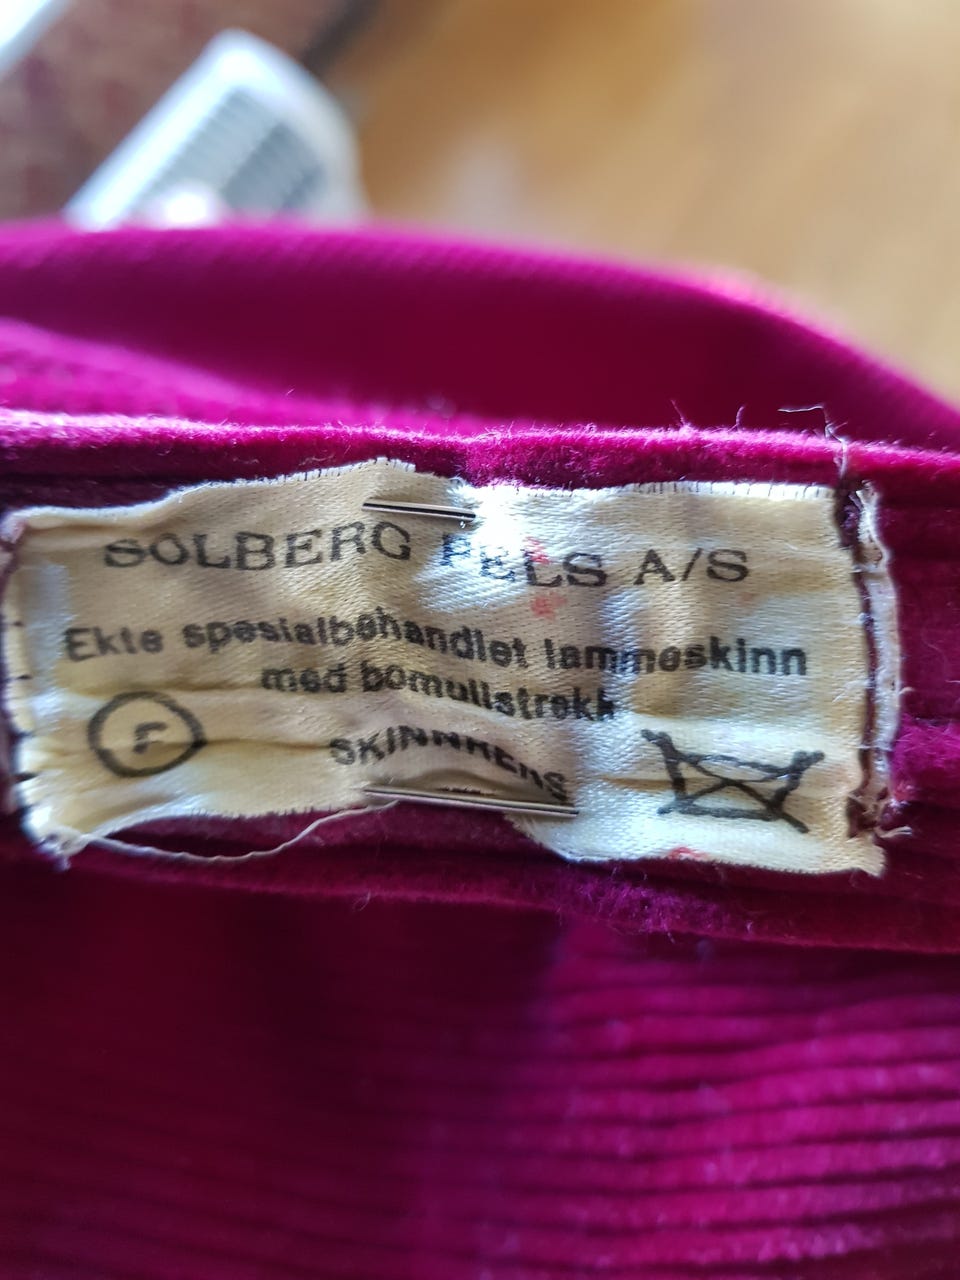 SOLBERG PELS A/S
Ekte spesialbehandlet lammeskinn
med bomullstrekk
F
SKINNRENS